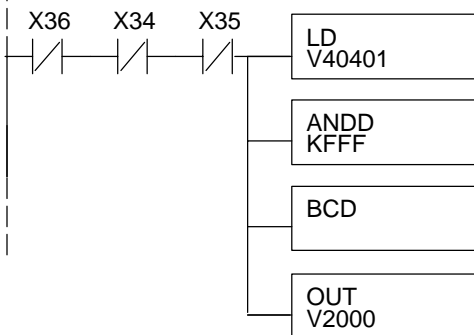 X36 X34 X35
LD
V40401
ANDD
KFFF
BCD
OUT
V2000